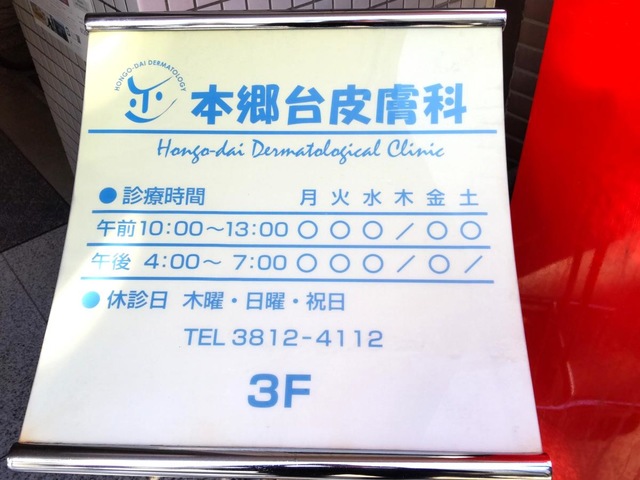 HONGO-DAI DERMATOLOGY
本郷台皮膚科
Hongo-dai Dermatological Clinic
●診療時間 月 火 水 木 金 土
午前10:00～13:00 ○ ○ ○ / ○ ○
午後 4:00～ 7:00 ○ ○ ○ / ○ /
●休診日 木曜・日曜・祝日
TEL 3812-4112
3F